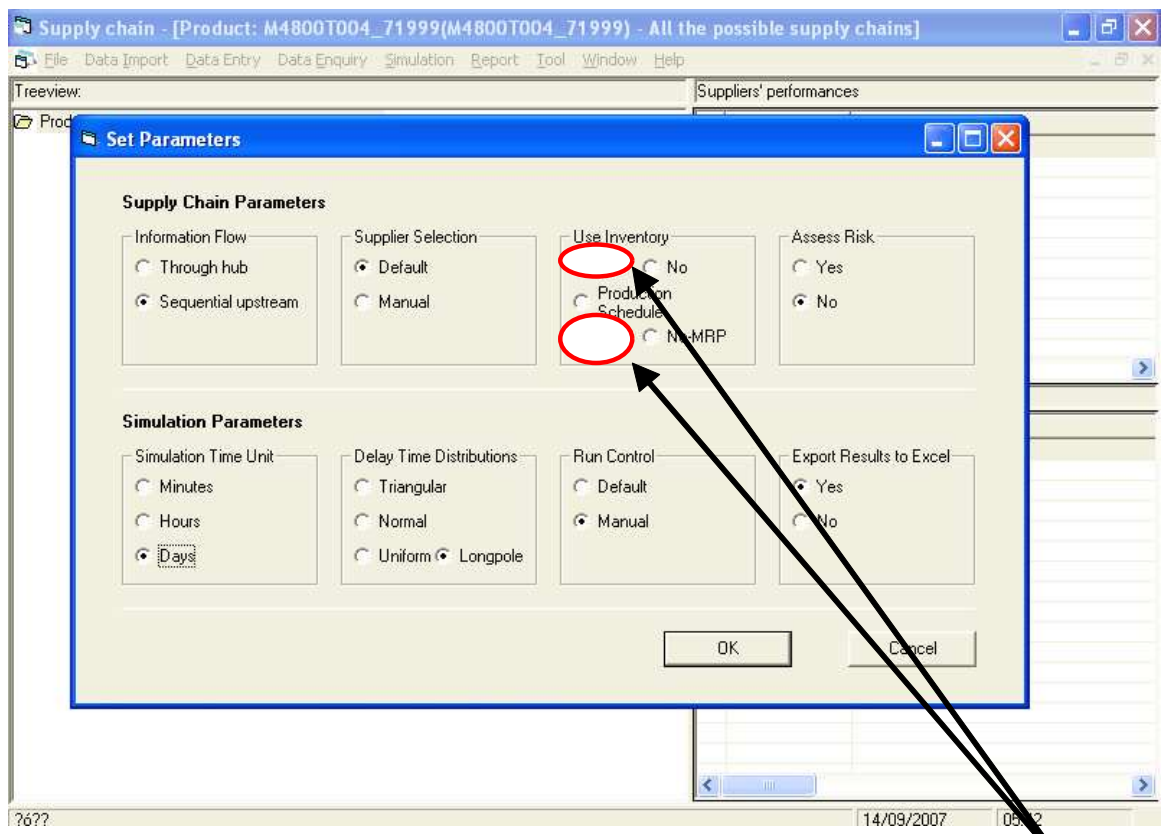 Supply chain - [Product: M4800T004_71999(M4800T004_71999) - All the possible supply chains]
File Data Import Data Entry Data Enquiry Simulation Report Tool Window Help
Treeview: Suppliers' performances
Prod
Set Parameters
Supply Chain Parameters
Information Flow Supplier Selection Use Inventory Assess Risk
Through hub Default No Yes
Sequential upstream Manual Production Schedule No
No-MRP
Simulation Parameters
Simulation Time Unit Delay Time Distributions Run Control Export Results to Excel
Minutes Triangular Default Yes
Hours Normal Manual No
Days Uniform Longpole
OK Cancel
?6?? 14/09/2007